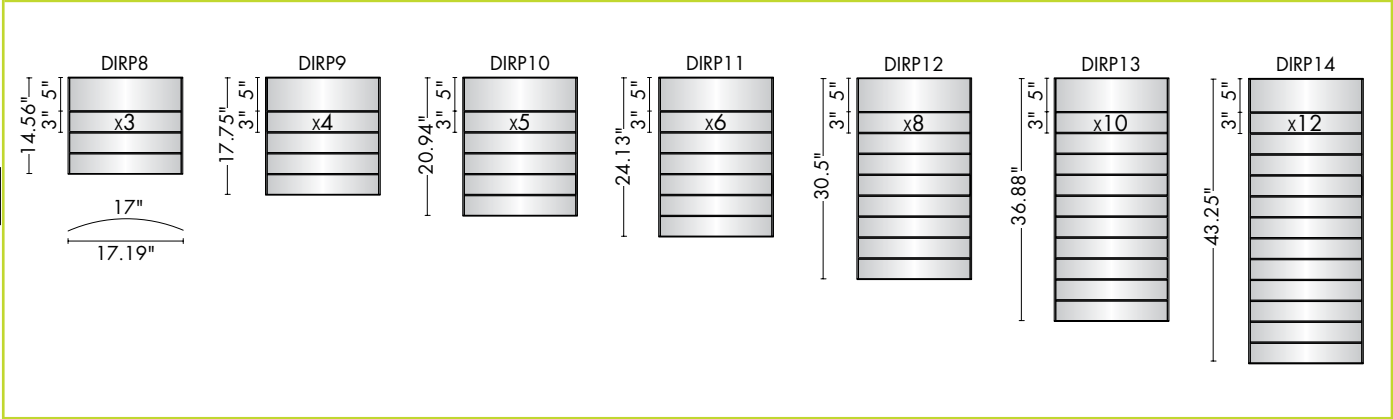 DIRP8
14.56"
5"
3"
x3
17"
17.19"
DIRP9
17.75"
5"
3"
x4
DIRP10
20.94"
5"
3"
x5
DIRP11
24.13"
5"
3"
x6
DIRP12
30.5"
5"
3"
x8
DIRP13
36.88"
5"
3"
x10
DIRP14
43.25"
5"
3"
x12